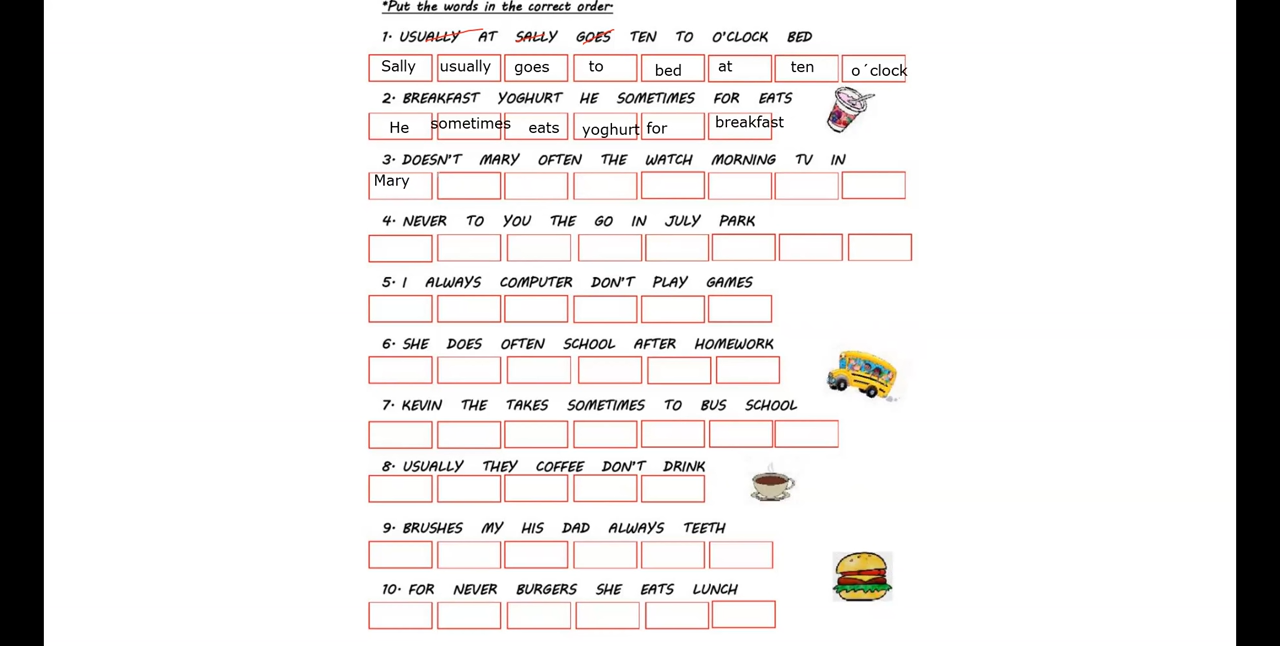 *Put the words in the correct order.
1. USUALLY AT SALLY GOES TEN TO O'CLOCK BED
Sally usually goes to bed at ten o´clock
2. BREAKFAST YOGHURT HE SOMETIMES FOR EATS
He sometimes eats yoghurt for breakfast
3. DOESN'T MARY OFTEN THE WATCH MORNING TV IN
Mary
4. NEVER TO YOU THE GO IN JULY PARK
5. I ALWAYS COMPUTER DON'T PLAY GAMES
6. SHE DOES OFTEN SCHOOL AFTER HOMEWORK
7. KEVIN THE TAKES SOMETIMES TO BUS SCHOOL
8. USUALLY THEY COFFEE DON'T DRINK
9. BRUSHES MY HIS DAD ALWAYS TEETH
10. FOR NEVER BURGERS SHE EATS LUNCH